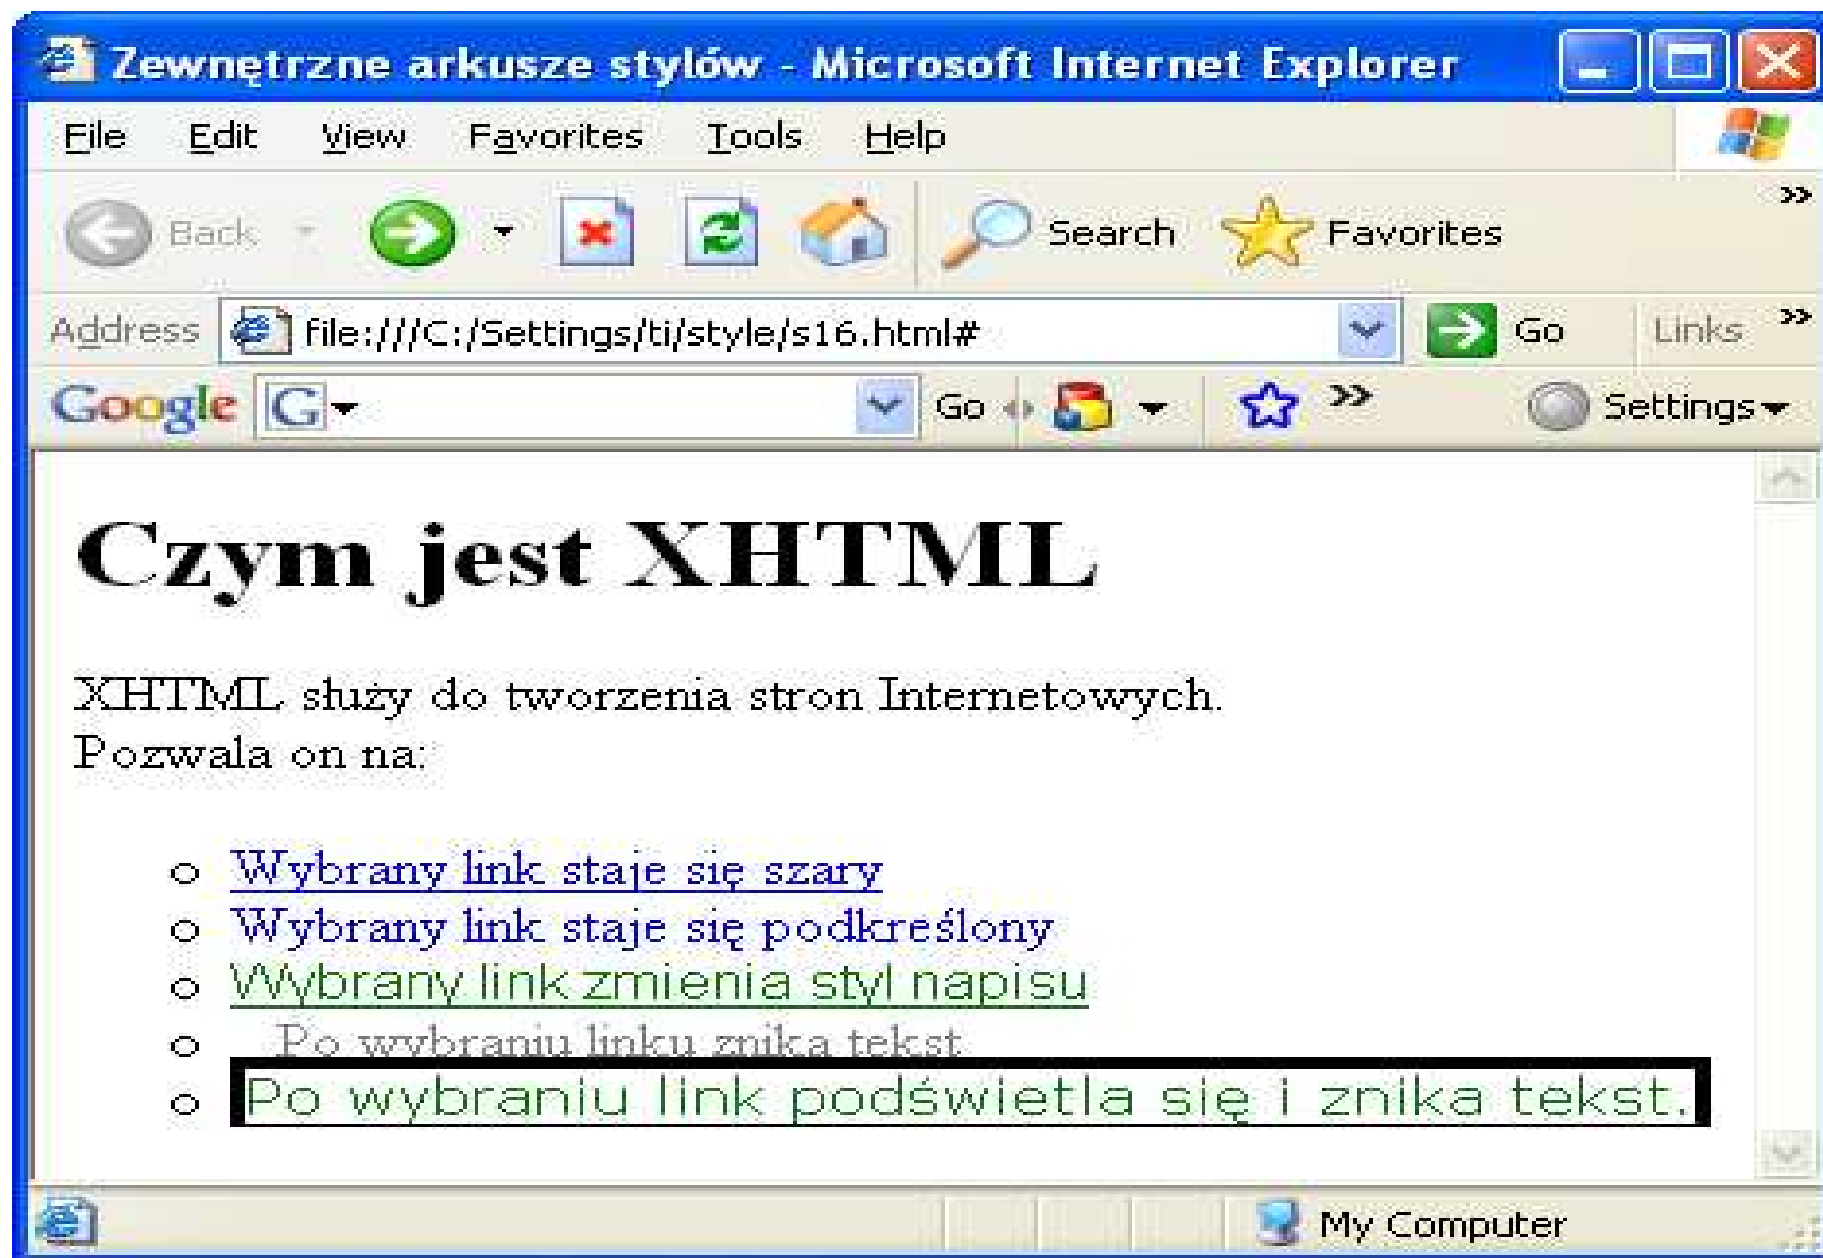 Zewnętrzne arkusze stylów - Microsoft Internet Explorer
File Edit View Favorites Tools Help
Back Search Favorites
Address file:///C:/Settings/ti/style/s16.html# Go Links
Google G Go Settings
Czym jest XHTML
XHTML służy do tworzenia stron Internetowych.
Pozwala on na:
Wybrany link staje się szary
Wybrany link staje się podkreślony
Wybrany link zmienia styl napisu
Po wybraniu linku znika tekst
Po wybraniu link podświetla się i znika tekst.
My Computer